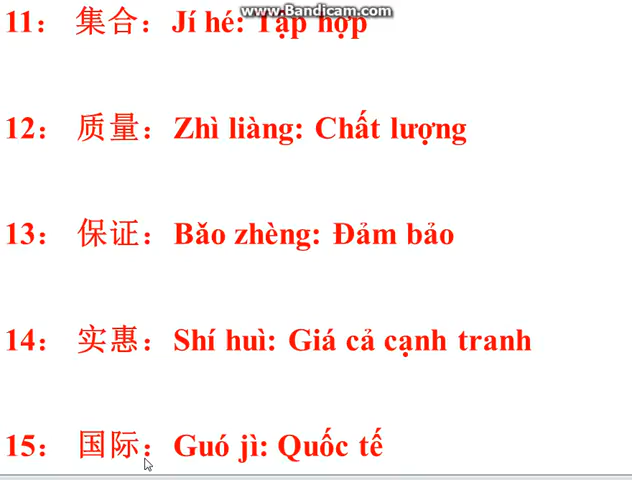 www.Bandicam.com
11： 集合：Jí hé: Tập hợp
12： 质量：Zhì liàng: Chất lượng
13： 保证：Bǎo zhèng: Đảm bảo
14： 实惠：Shí huì: Giá cả cạnh tranh
15： 国际：Guó jì: Quốc tế